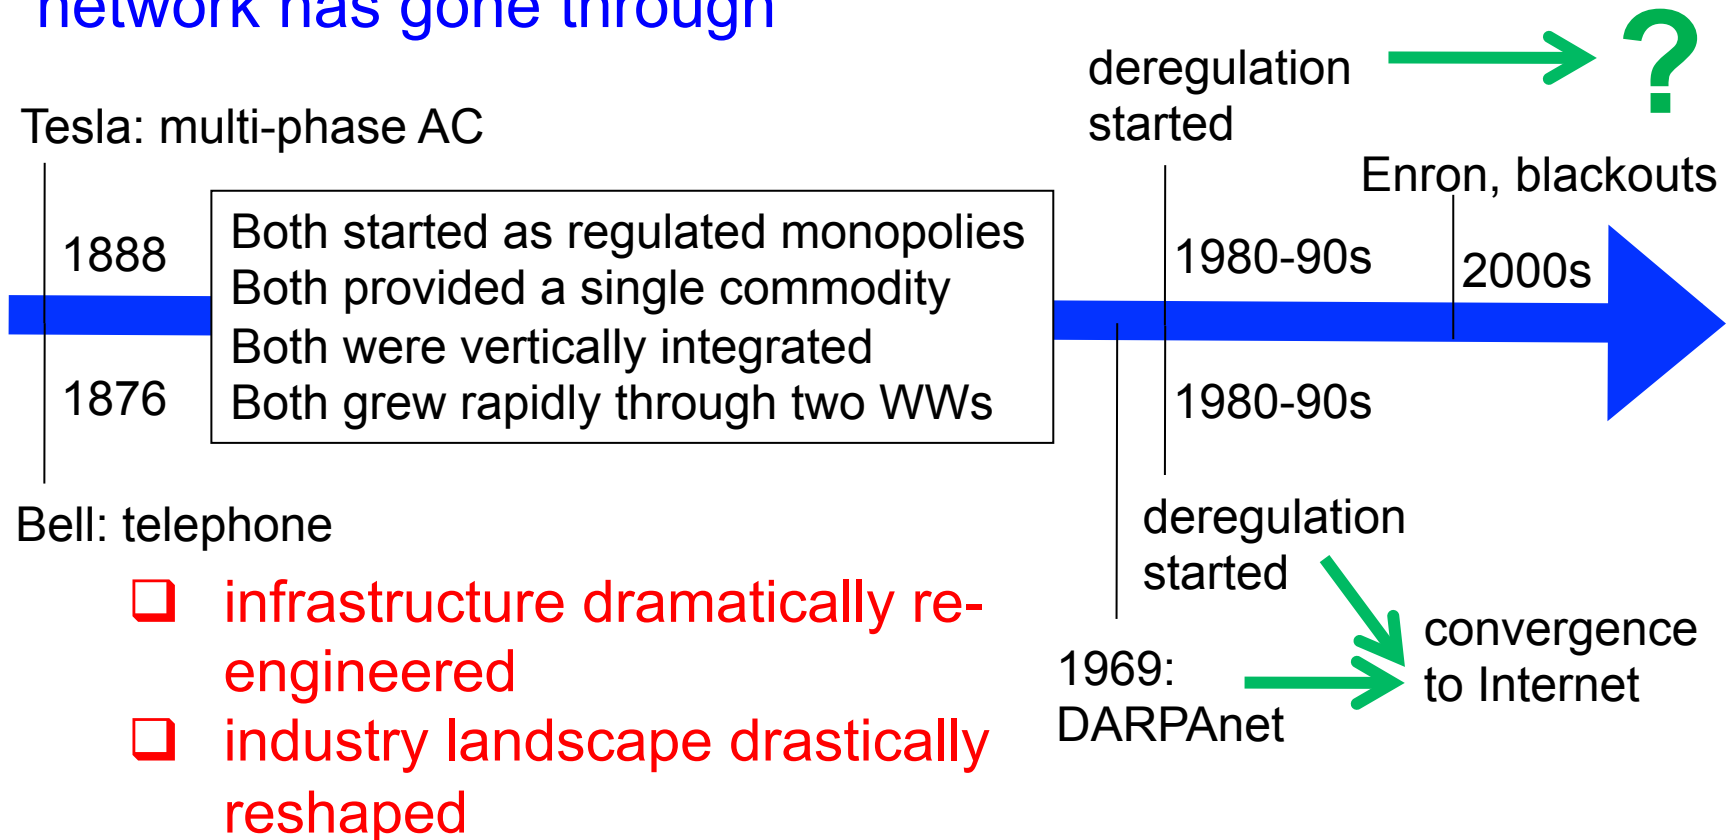 network has gone through
Tesla: multi-phase AC
deregulation
started
?
Enron, blackouts
1888
Both started as regulated monopolies
Both provided a single commodity
Both were vertically integrated
Both grew rapidly through two WWs
1980-90s
2000s
1876
1980-90s
Bell: telephone
deregulation
started
❑ infrastructure dramatically re-
engineered
❑ industry landscape drastically
reshaped
1969:
DARPAnet
convergence
to Internet